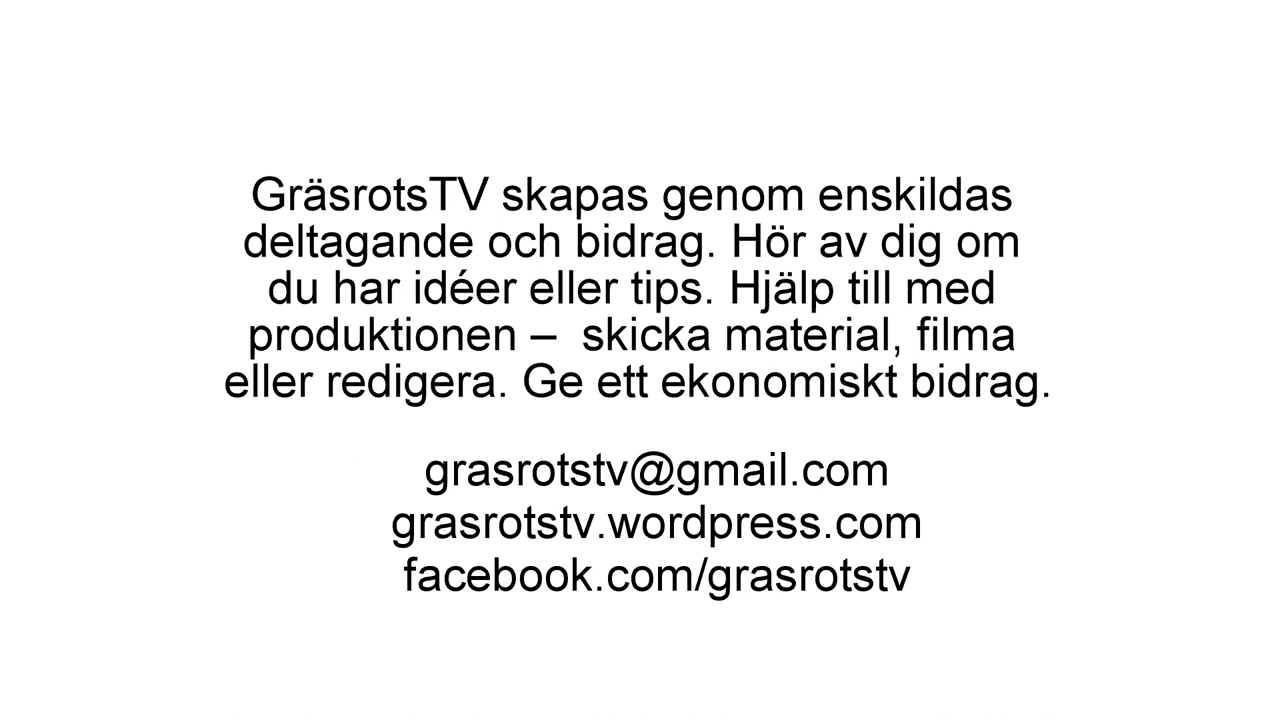 GräsrotsTV skapas genom enskildas
deltagande och bidrag. Hör av dig om
du har idéer eller tips. Hjälp till med
produktionen –  skicka material, filma
eller redigera. Ge ett ekonomiskt bidrag.
grasrotstv@gmail.com
grasrotstv.wordpress.com
facebook.com/grasrotstv